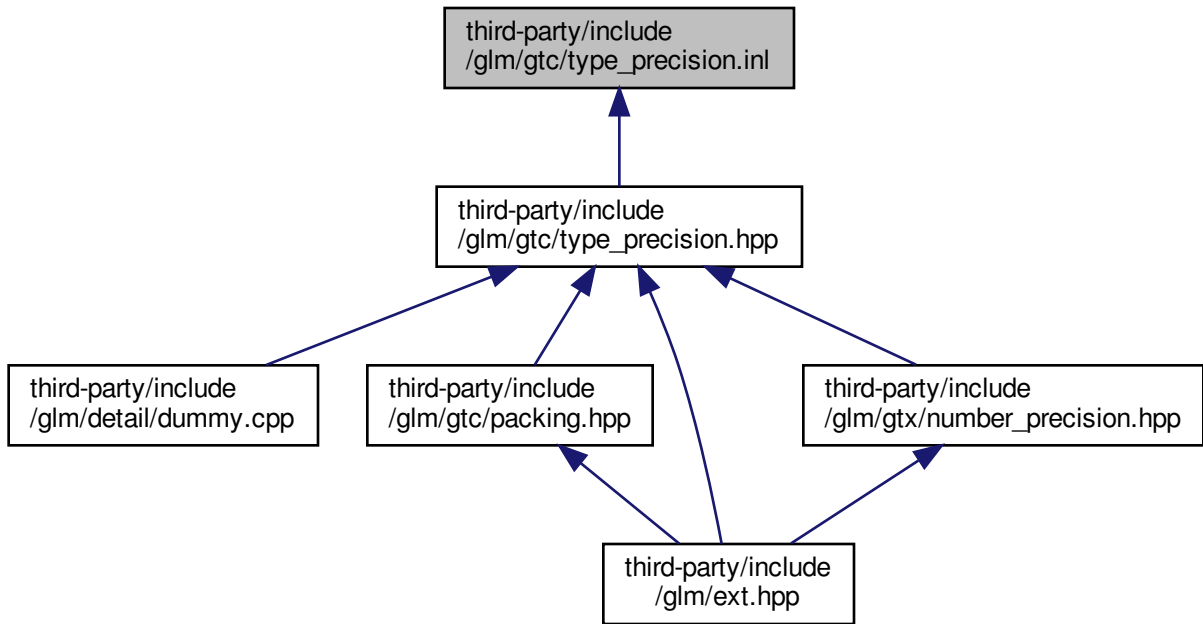 third-party/include
/glm/gtc/type_precision.inl
third-party/include
/glm/gtc/type_precision.hpp
third-party/include
/glm/detail/dummy.cpp
third-party/include
/glm/gtc/packing.hpp
third-party/include
/glm/gtx/number_precision.hpp
third-party/include
/glm/ext.hpp